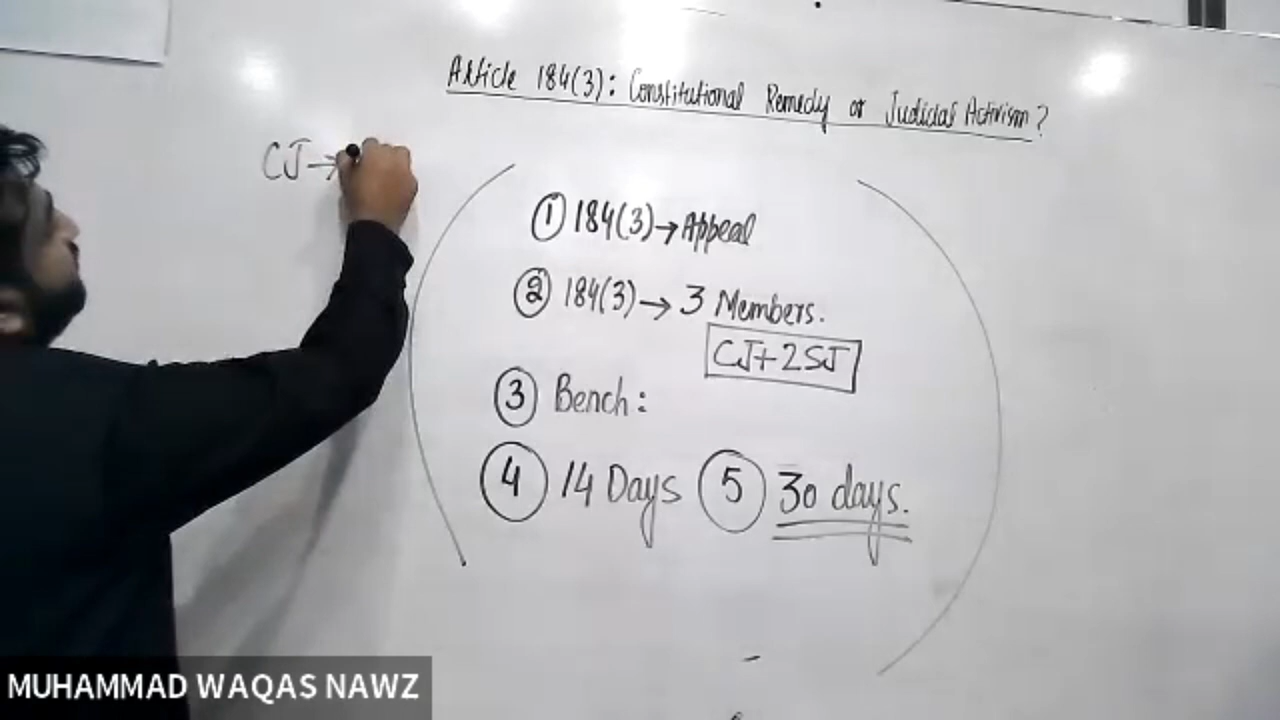 Article 184(3): Constitutional Remedy or Judicial Activism?
CJ→
① 184(3)→Appeal
② 184(3)→ 3 Members.
CJ+2SJ
③ Bench:
④ 14 Days ⑤ 30 days.
MUHAMMAD WAQAS NAWZ